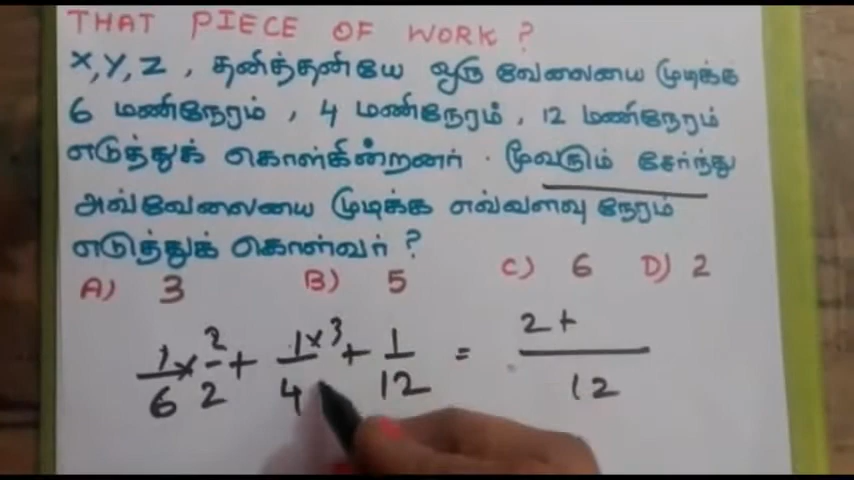 THAT PIECE OF WORK ?
X, Y, Z , தனித்தனியே ஒரு வேலையை முடிக்க
6 மணிநேரம் , 4 மணிநேரம் , 12 மணிநேரம்
எடுத்துக் கொள்கின்றனர் . மூவரும் சேர்ந்து
அவ்வேலையை முடிக்க எவ்வளவு நேரம்
எடுத்துக் கொள்வர் ?
A) 3 B) 5 C) 6 D) 2
1/6 × 2/2 + 1×3/4 + 1/12 = 2+/12